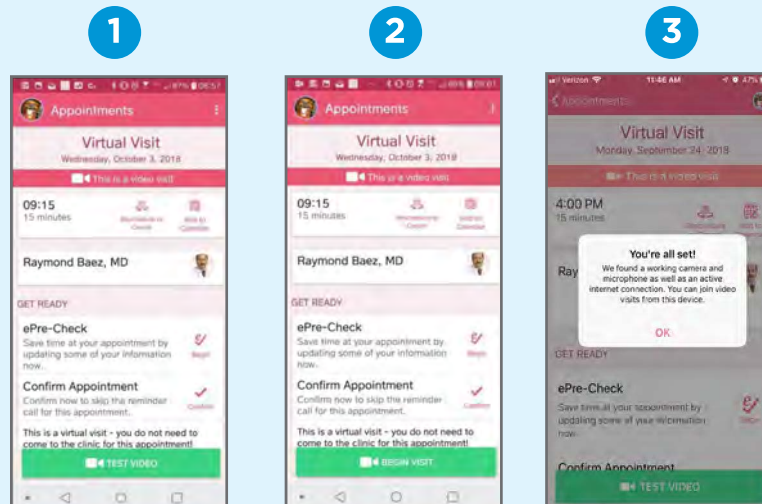 1
Appointments
Virtual Visit
Wednesday, October 3, 2018
This is a video visit
09:15
15 minutes
Raymond Baez, MD
GET READY
ePre-Check
Save time at your appointment by
updating some of your information
now.
Begin
Confirm Appointment
Confirm now to skip the reminder
call for this appointment.
Confirm
This is a virtual visit - you do not need to
come to the clinic for this appointment!
TEST VIDEO
2
Appointments
Virtual Visit
Wednesday, October 3, 2018
This is a video visit
09:15
15 minutes
Raymond Baez, MD
GET READY
ePre-Check
Save time at your appointment by
updating some of your information
now.
Begin
Confirm Appointment
Confirm now to skip the reminder
call for this appointment.
Confirm
This is a virtual visit - you do not need to
come to the clinic for this appointment!
BEGIN VISIT
3
Verizon 11:46 AM 47%
Appointments
Virtual Visit
Monday, September 24, 2018
This is a video visit
4:00 PM
15 minutes
Ray
You're all set!
We found a working camera and
microphone as well as an active
internet connection. You can join video
visits from this device.
OK
GET READY
ePre-Check
Save time at your appointment by
updating some of your information
now.
Confirm Appointment
TEST VIDEO